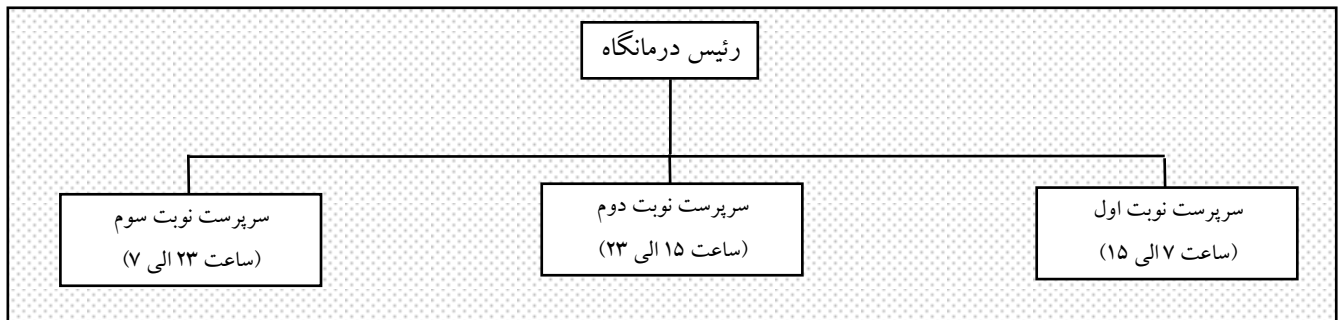 رئیس درمانگاه
سرپرست نوبت اول
(ساعت ۷ الی ۱۵)
سرپرست نوبت دوم
(ساعت ۱۵ الی ۲۳)
سرپرست نوبت سوم
(ساعت ۲۳ الی ۷)